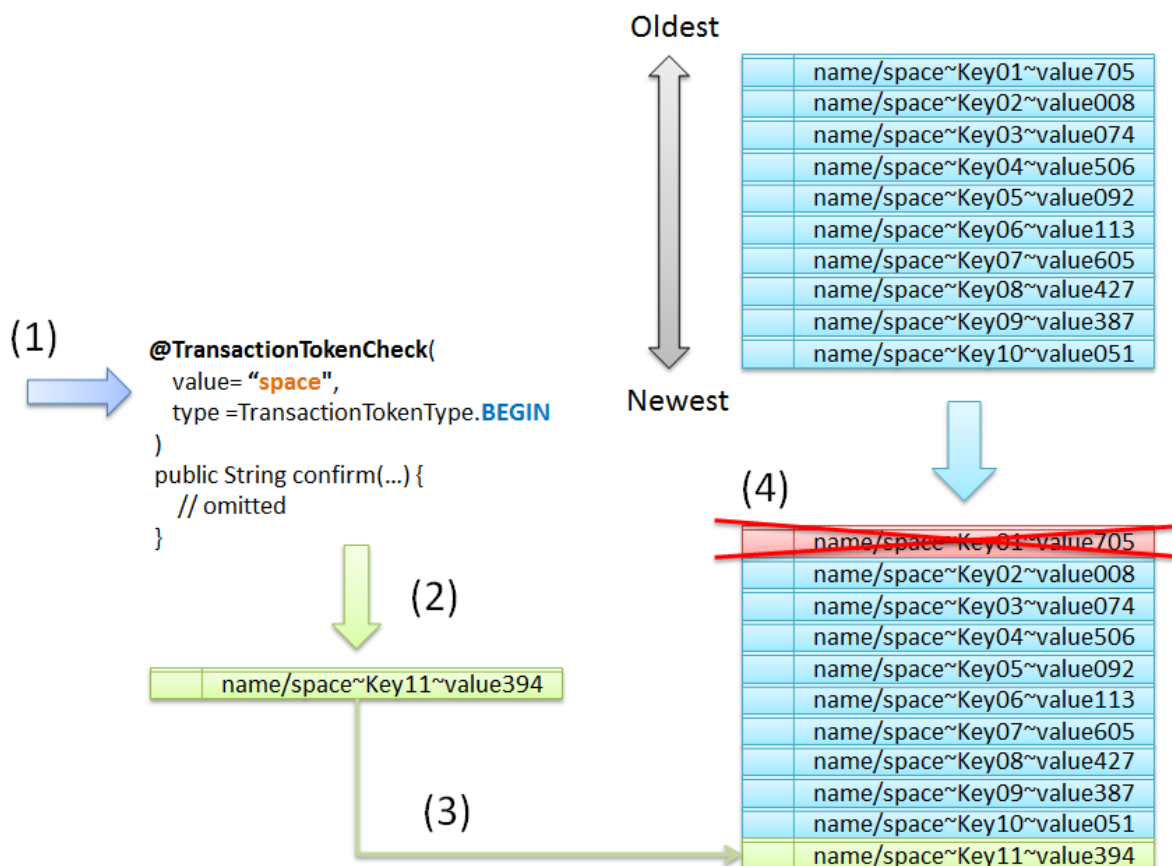 Oldest
name/space~Key01~value705
name/space~Key02~value008
name/space~Key03~value074
name/space~Key04~value506
name/space~Key05~value092
name/space~Key06~value113
name/space~Key07~value605
name/space~Key08~value427
name/space~Key09~value387
name/space~Key10~value051
Newest
(1)
@TransactionTokenCheck(
value= “space",
type =TransactionTokenType.BEGIN
)
public String confirm(...) {
// omitted
}
(2)
name/space~Key11~value394
(3)
(4)
name/space~Key01~value705
name/space~Key02~value008
name/space~Key03~value074
name/space~Key04~value506
name/space~Key05~value092
name/space~Key06~value113
name/space~Key07~value605
name/space~Key08~value427
name/space~Key09~value387
name/space~Key10~value051
name/space~Key11~value394